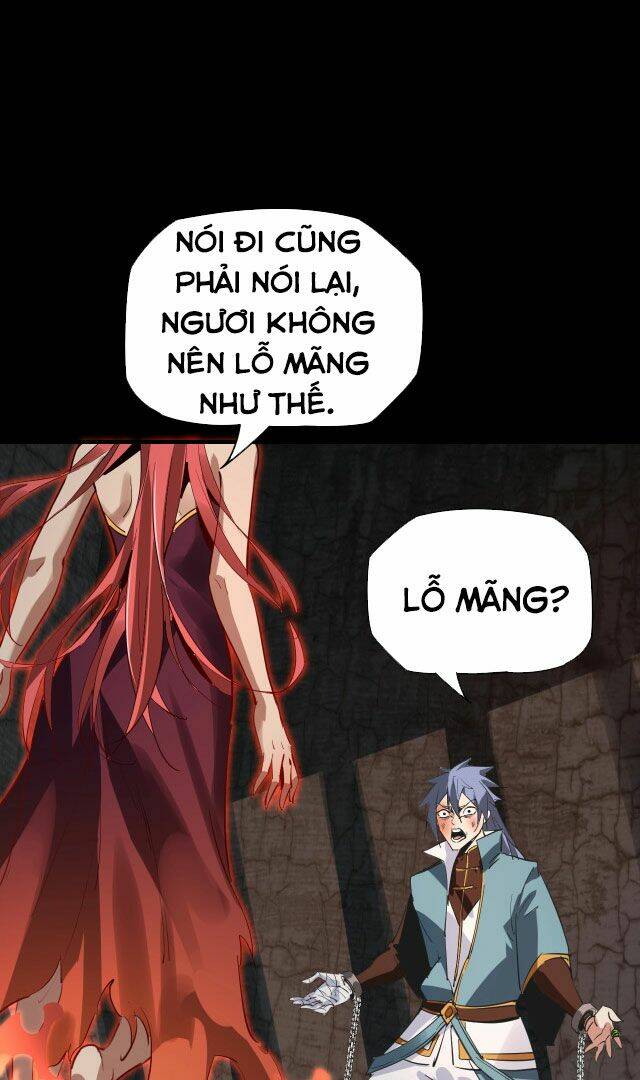 NÓI ĐI CŨNG
PHẢI NÓI LẠI,
NGƯƠI KHÔNG
NÊN LỖ MÃNG
NHƯ THẾ.
LỖ MÃNG?